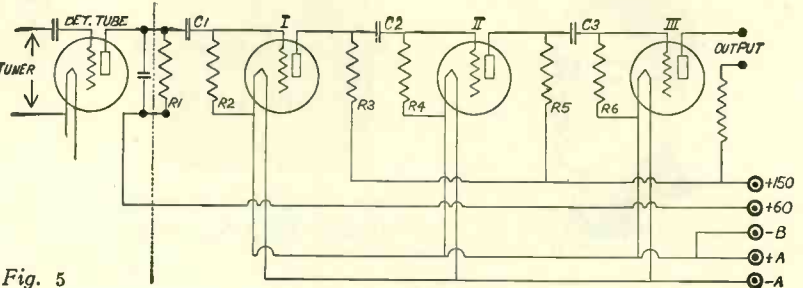 DET. TUBE
C1
I
C2
II
C3
III
TUNER
OUTPUT
R1
R2
R3
R4
R5
R6
+150
+60
-B
+A
-A
Fig. 5